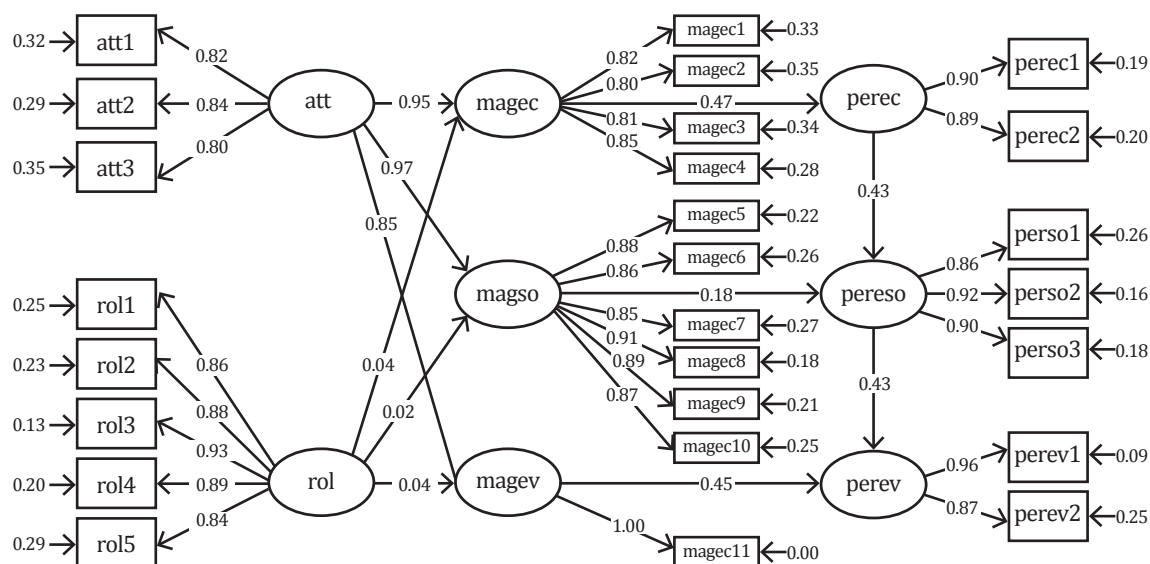 0.32 att1 0.82
0.29 att2 0.84
0.35 att3 0.80
att
0.95
0.97
0.85
0.25 rol1 0.86
0.23 rol2 0.88
0.13 rol3 0.93
0.20 rol4 0.89
0.29 rol5 0.84
rol
0.04
0.02
0.04
magec
0.82 magec1 0.33
0.80 magec2 0.35
0.47
0.81 magec3 0.34
0.85 magec4 0.28
magso
0.88 magec5 0.22
0.86 magec6 0.26
0.18
0.85 magec7 0.27
0.91 magec8 0.18
0.89 magec9 0.21
0.87 magec10 0.25
magev
0.45
1.00 magec11 0.00
perec
0.90 perec1 0.19
0.89 perec2 0.20
0.43
pereso
0.86 perso1 0.26
0.92 perso2 0.16
0.90 perso3 0.18
0.43
perev
0.96 perev1 0.09
0.87 perev2 0.25